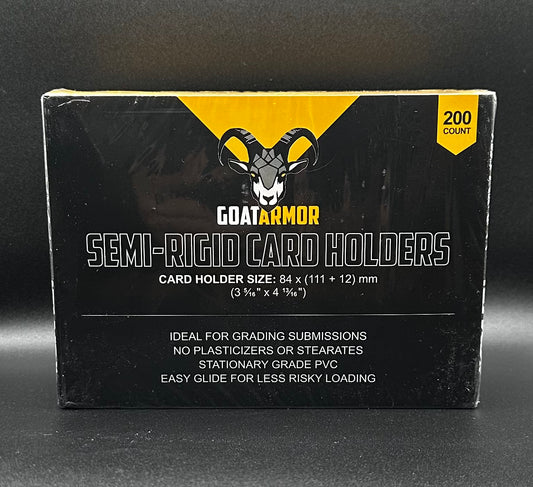 200
COUNT
GOATARMOR
SEMI-RIGID CARD HOLDERS
CARD HOLDER SIZE: 84 x (111 + 12) mm
(3 ⁵⁄₁₆" x 4 ¹³⁄₁₆")
IDEAL FOR GRADING SUBMISSIONS
NO PLASTICIZERS OR STEARATES
STATIONARY GRADE PVC
EASY GLIDE FOR LESS RISKY LOADING